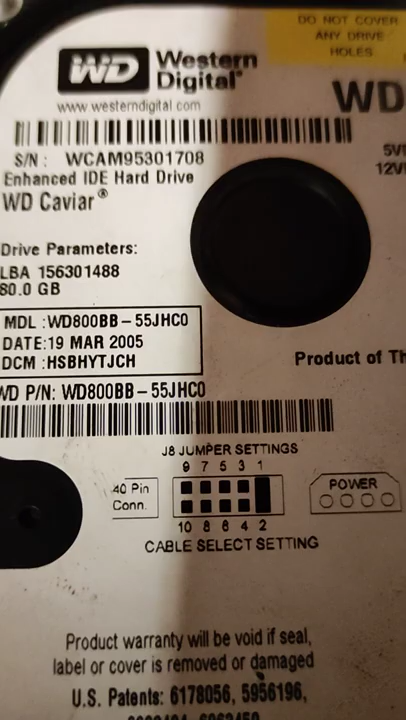 DO NOT COVER
ANY DRIVE
HOLES
WD Western
Digital®
WD
www.westerndigital.com
S/N: WCAM95301708
5V
12V
Enhanced IDE Hard Drive
WD Caviar®
Drive Parameters:
LBA 156301488
80.0 GB
MDL :WD800BB-55JHC0
DATE:19 MAR 2005
DCM :HSBHYTJCH
Product of Th
WD P/N: WD800BB-55JHC0
J8 JUMPER SETTINGS
9 7 5 3 1
40 Pin
Conn.
POWER
10 8 6 4 2
CABLE SELECT SETTING
Product warranty will be void if seal,
label or cover is removed or damaged
U.S. Patents: 6178056, 5956196,